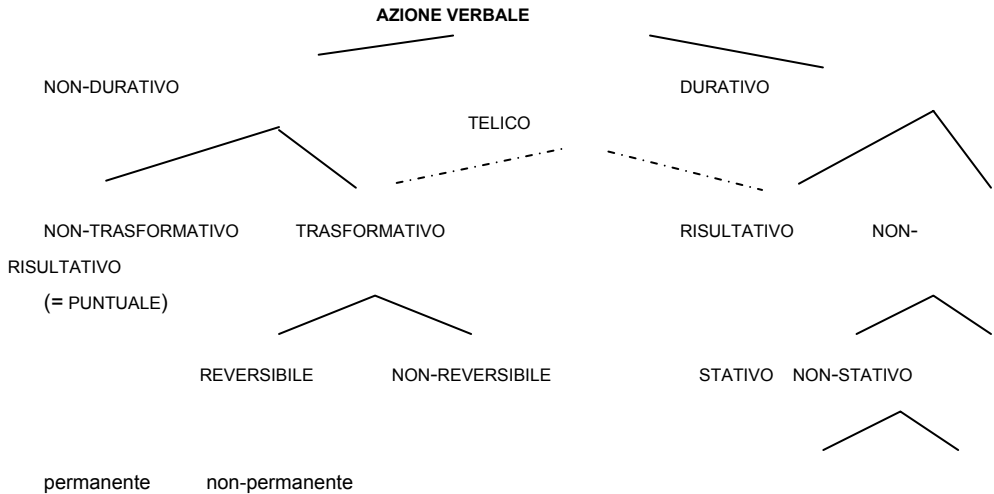 AZIONE VERBALE
NON-DURATIVO DURATIVO
TELICO
NON-TRASFORMATIVO TRASFORMATIVO RISULTATIVO NON-
RISULTATIVO
(= PUNTUALE)
REVERSIBILE NON-REVERSIBILE STATIVO NON-STATIVO
permanente non-permanente